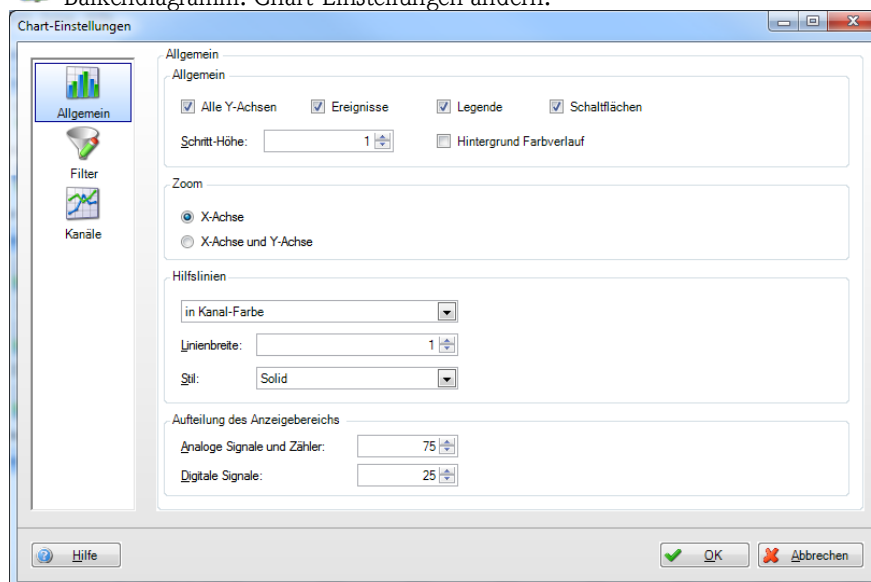 Balkendiagramm: Chart-Einstellungen ändern.
Chart-Einstellungen
Allgemein
Filter
Kanäle
Allgemein
Allgemein
Alle Y-Achsen Ereignisse Legende Schaltflächen
Schritt-Höhe: 1 Hintergrund Farbverlauf
Zoom
X-Achse
X-Achse und Y-Achse
Hilfslinien
in Kanal-Farbe
Linienbreite: 1
Stil: Solid
Aufteilung des Anzeigebereichs
Analoge Signale und Zähler: 75
Digitale Signale: 25
Hilfe OK Abbrechen